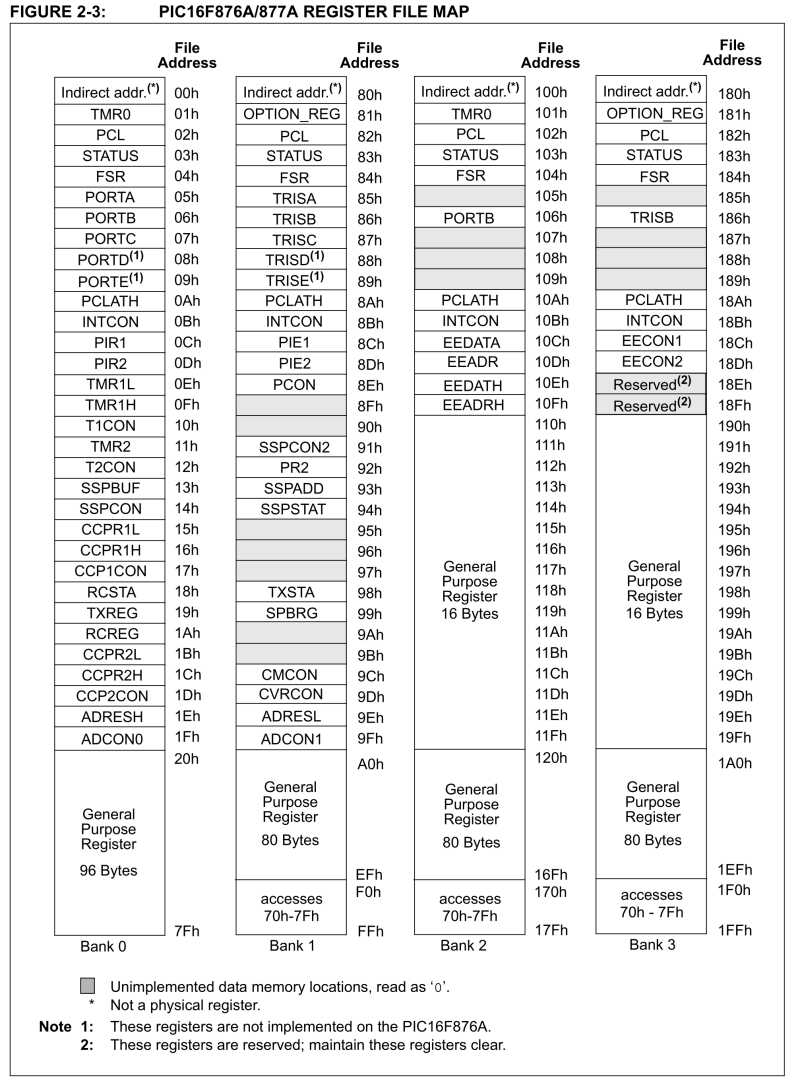 FIGURE 2-3: PIC16F876A/877A REGISTER FILE MAP
File Address File Address File Address File Address
Indirect addr.(*) 00h Indirect addr.(*) 80h Indirect addr.(*) 100h Indirect addr.(*) 180h
TMR0 01h OPTION_REG 81h TMR0 101h OPTION_REG 181h
PCL 02h PCL 82h PCL 102h PCL 182h
STATUS 03h STATUS 83h STATUS 103h STATUS 183h
FSR 04h FSR 84h FSR 104h FSR 184h
PORTA 05h TRISA 85h 105h 185h
PORTB 06h TRISB 86h PORTB 106h TRISB 186h
PORTC 07h TRISC 87h 107h 187h
PORTD(1) 08h TRISD(1) 88h 108h 188h
PORTE(1) 09h TRISE(1) 89h 109h 189h
PCLATH 0Ah PCLATH 8Ah PCLATH 10Ah PCLATH 18Ah
INTCON 0Bh INTCON 8Bh INTCON 10Bh INTCON 18Bh
PIR1 0Ch PIE1 8Ch EEDATA 10Ch EECON1 18Ch
PIR2 0Dh PIE2 8Dh EEADR 10Dh EECON2 18Dh
TMR1L 0Eh PCON 8Eh EEDATH 10Eh Reserved(2) 18Eh
TMR1H 0Fh 8Fh EEADRH 10Fh Reserved(2) 18Fh
T1CON 10h 90h 110h 190h
TMR2 11h SSPCON2 91h 111h 191h
T2CON 12h PR2 92h 112h 192h
SSPBUF 13h SSPADD 93h 113h 193h
SSPCON 14h SSPSTAT 94h 114h 194h
CCPR1L 15h 95h 115h 195h
CCPR1H 16h 96h 116h 196h
CCP1CON 17h 97h General Purpose Register 16 Bytes 117h General Purpose Register 16 Bytes 197h
RCSTA 18h TXSTA 98h 118h 198h
TXREG 19h SPBRG 99h 119h 199h
RCREG 1Ah 9Ah 11Ah 19Ah
CCPR2L 1Bh 9Bh 11Bh 19Bh
CCPR2H 1Ch CMCON 9Ch 11Ch 19Ch
CCP2CON 1Dh CVRCON 9Dh 11Dh 19Dh
ADRESH 1Eh ADRESL 9Eh 11Eh 19Eh
ADCON0 1Fh ADCON1 9Fh 11Fh 19Fh
20h A0h 120h 1A0h
General Purpose Register 96 Bytes General Purpose Register 80 Bytes General Purpose Register 80 Bytes General Purpose Register 80 Bytes
EFh 16Fh 1EFh
F0h 170h 1F0h
accesses 70h-7Fh accesses 70h-7Fh accesses 70h - 7Fh
7Fh FFh 17Fh 1FFh
Bank 0 Bank 1 Bank 2 Bank 3
Unimplemented data memory locations, read as ‘0’.
* Not a physical register.
Note 1: These registers are not implemented on the PIC16F876A.
2: These registers are reserved; maintain these registers clear.